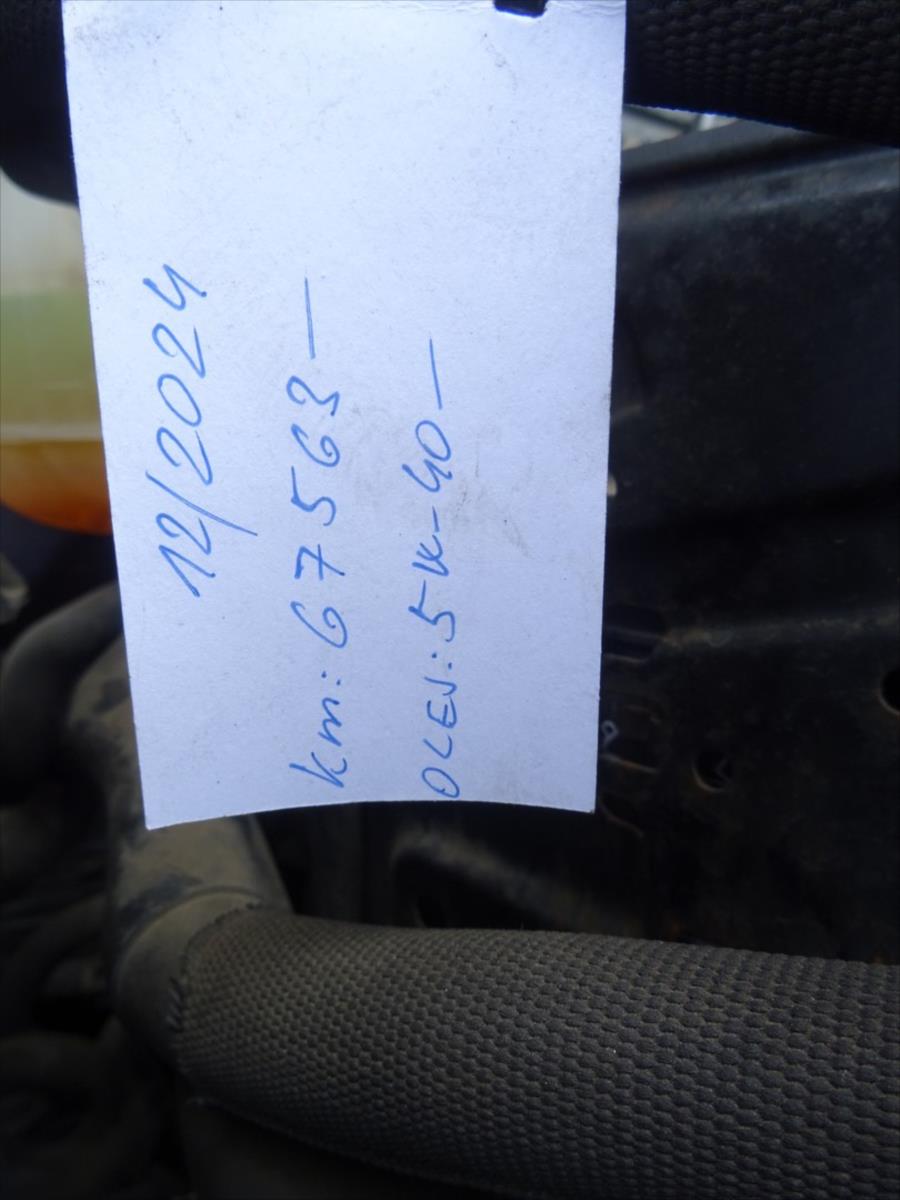 12/2024
km: 67563 —
OLEJ: 5W-40 —